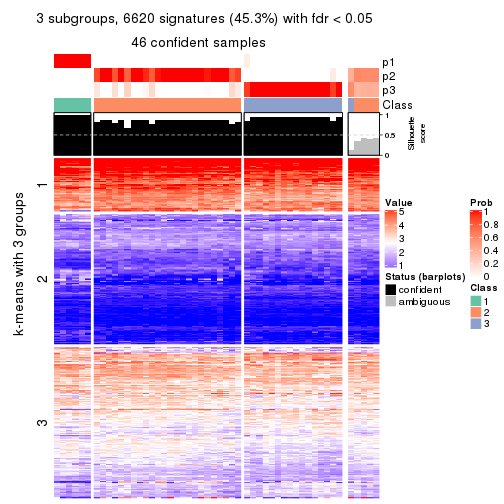 3 subgroups, 6620 signatures (45.3%) with fdr < 0.05
46 confident samples
p1
p2
p3
Class
1
0.5
0
Silhouette
score
k-means with 3 groups
1
2
3
Value
5
4
3
2
1
Status (barplots)
confident
ambiguous
Prob
1
0.8
0.6
0.4
0.2
0
Class
1
2
3